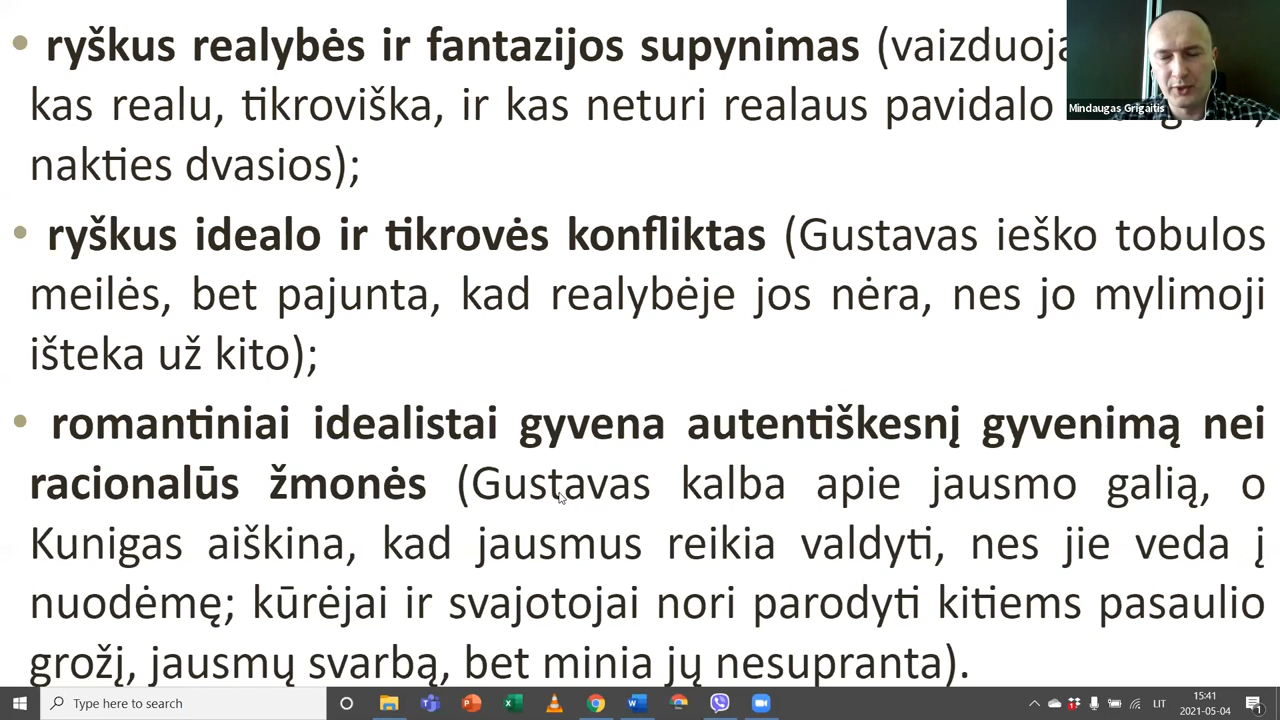 • ryškus realybės ir fantazijos supynimas (vaizduoja
kas realu, tikroviška, ir kas neturi realaus pavidalo
nakties dvasios);
• ryškus idealo ir tikrovės konfliktas (Gustavas ieško tobulos
meilės, bet pajunta, kad realybėje jos nėra, nes jo mylimoji
išteka už kito);
• romantiniai idealistai gyvena autentiškesnį gyvenimą nei
racionalūs žmonės (Gustavas kalba apie jausmo galią, o
Kunigas aiškina, kad jausmus reikia valdyti, nes jie veda į
nuodėmę; kūrėjai ir svajotojai nori parodyti kitiems pasaulio
grožį, jausmų svarbą, bet minia jų nesupranta).
Mindaugas Grigaitis
Type here to search
LIT
15:41
2021-05-04